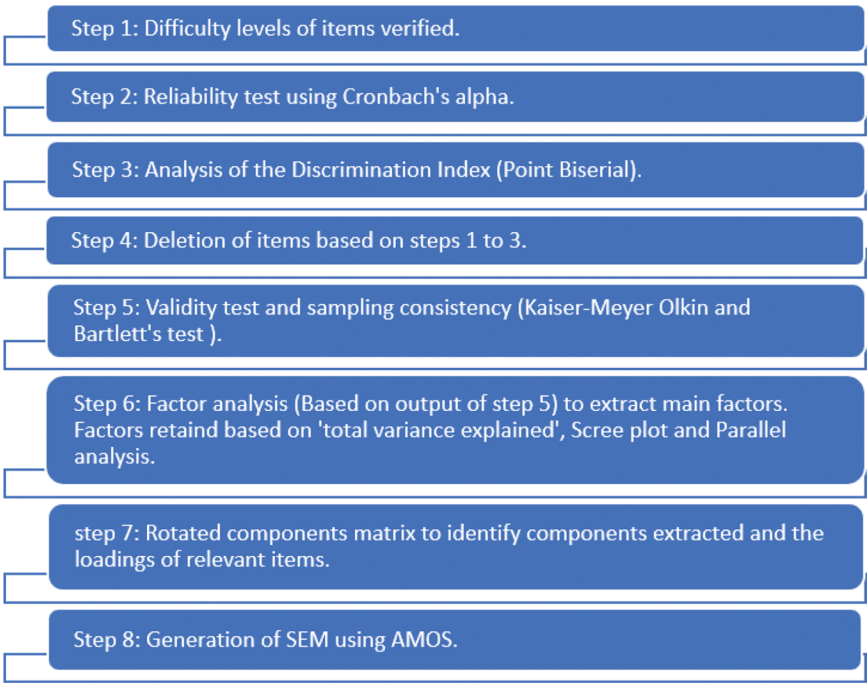 Step 1: Difficulty levels of items verified.
Step 2: Reliability test using Cronbach's alpha.
Step 3: Analysis of the Discrimination Index (Point Biserial).
Step 4: Deletion of items based on steps 1 to 3.
Step 5: Validity test and sampling consistency (Kaiser-Meyer Olkin and
Bartlett's test ).
Step 6: Factor analysis (Based on output of step 5) to extract main factors.
Factors retaind based on 'total variance explained', Scree plot and Parallel
analysis.
step 7: Rotated components matrix to identify components extracted and the
loadings of relevant items.
Step 8: Generation of SEM using AMOS.